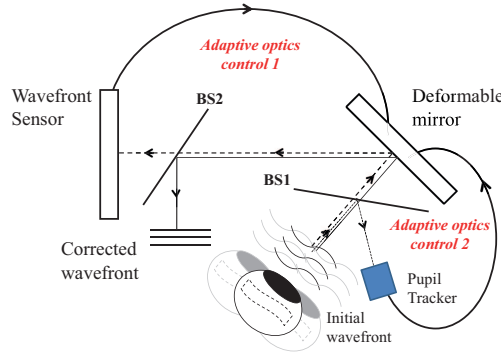 Adaptive optics
control 1
Wavefront
Sensor
BS2
Deformable
mirror
BS1
Adaptive optics
control 2
Corrected
wavefront
Pupil
Tracker
Initial
wavefront